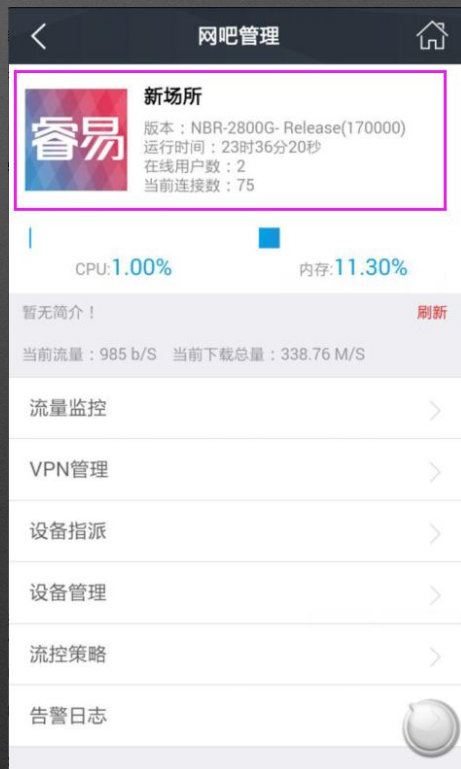 网吧管理
新场所
睿易
版本：NBR-2800G- Release(170000)
运行时间：23时36分20秒
在线用户数：2
当前连接数：75
CPU:1.00% 内存:11.30%
暂无简介！ 刷新
当前流量：985 b/S 当前下载总量：338.76 M/S
流量监控
VPN管理
设备指派
设备管理
流控策略
告警日志